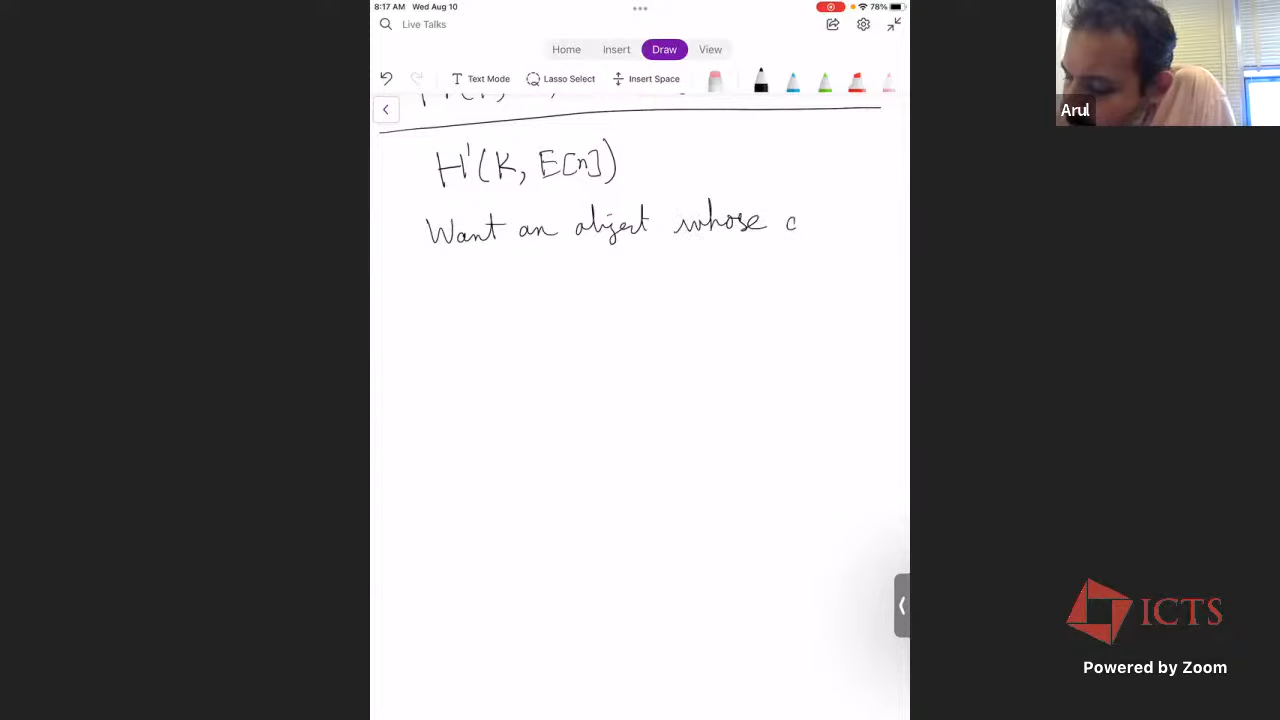 8:17 AM Wed Aug 10
78%
Live Talks
Home Insert Draw View
Text Mode Lasso Select Insert Space
Arul
H¹(K, E[n])
Want an object whose c
ICTS
Powered by Zoom